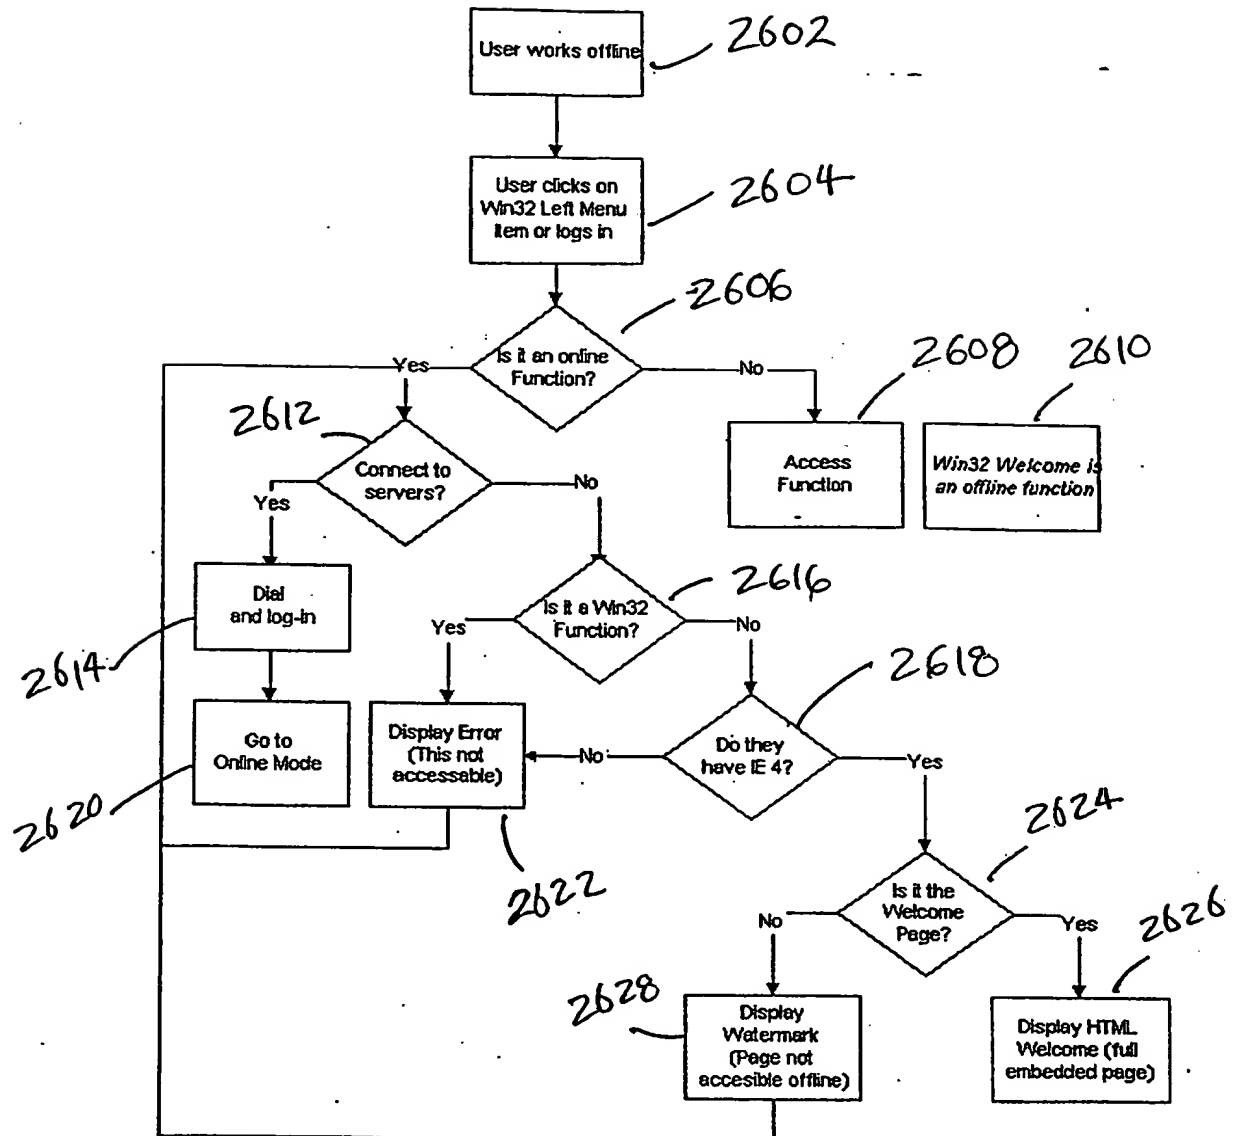 User works offline
2602
User clicks on
Win32 Left Menu
Item or logs in
2604
2606
Is it an online
Function?
Yes
No
2608
2610
2612
Access
Function
Win32 Welcome is
an offline function
Connect to
servers?
Yes
No
Dial
and log-in
2614
Is it a Win32
Function?
2616
Yes
No
2618
Go to
Online Mode
2620
Display Error
(This not
accessable)
2622
No
Do they
have IE 4?
Yes
2624
Is it the
Welcome
Page?
No
Yes
2626
2628
Display
Watermark
(Page not
accesible offline)
Display HTML
Welcome (full
embedded page)